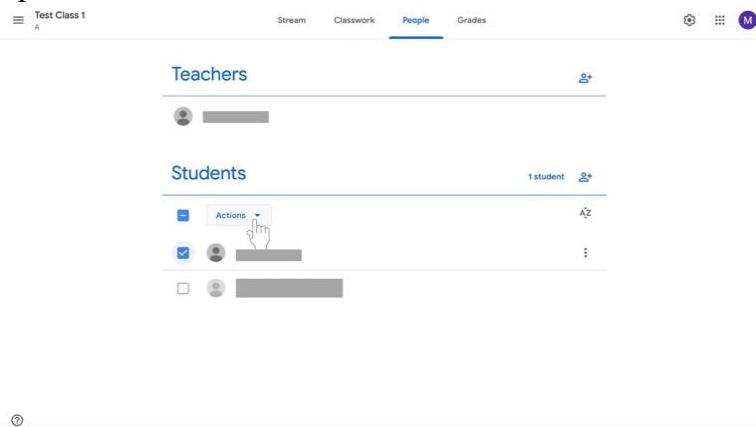 Test Class 1
A
Stream Classwork People Grades
M
Teachers
Students
1 student
Actions
AZ
?